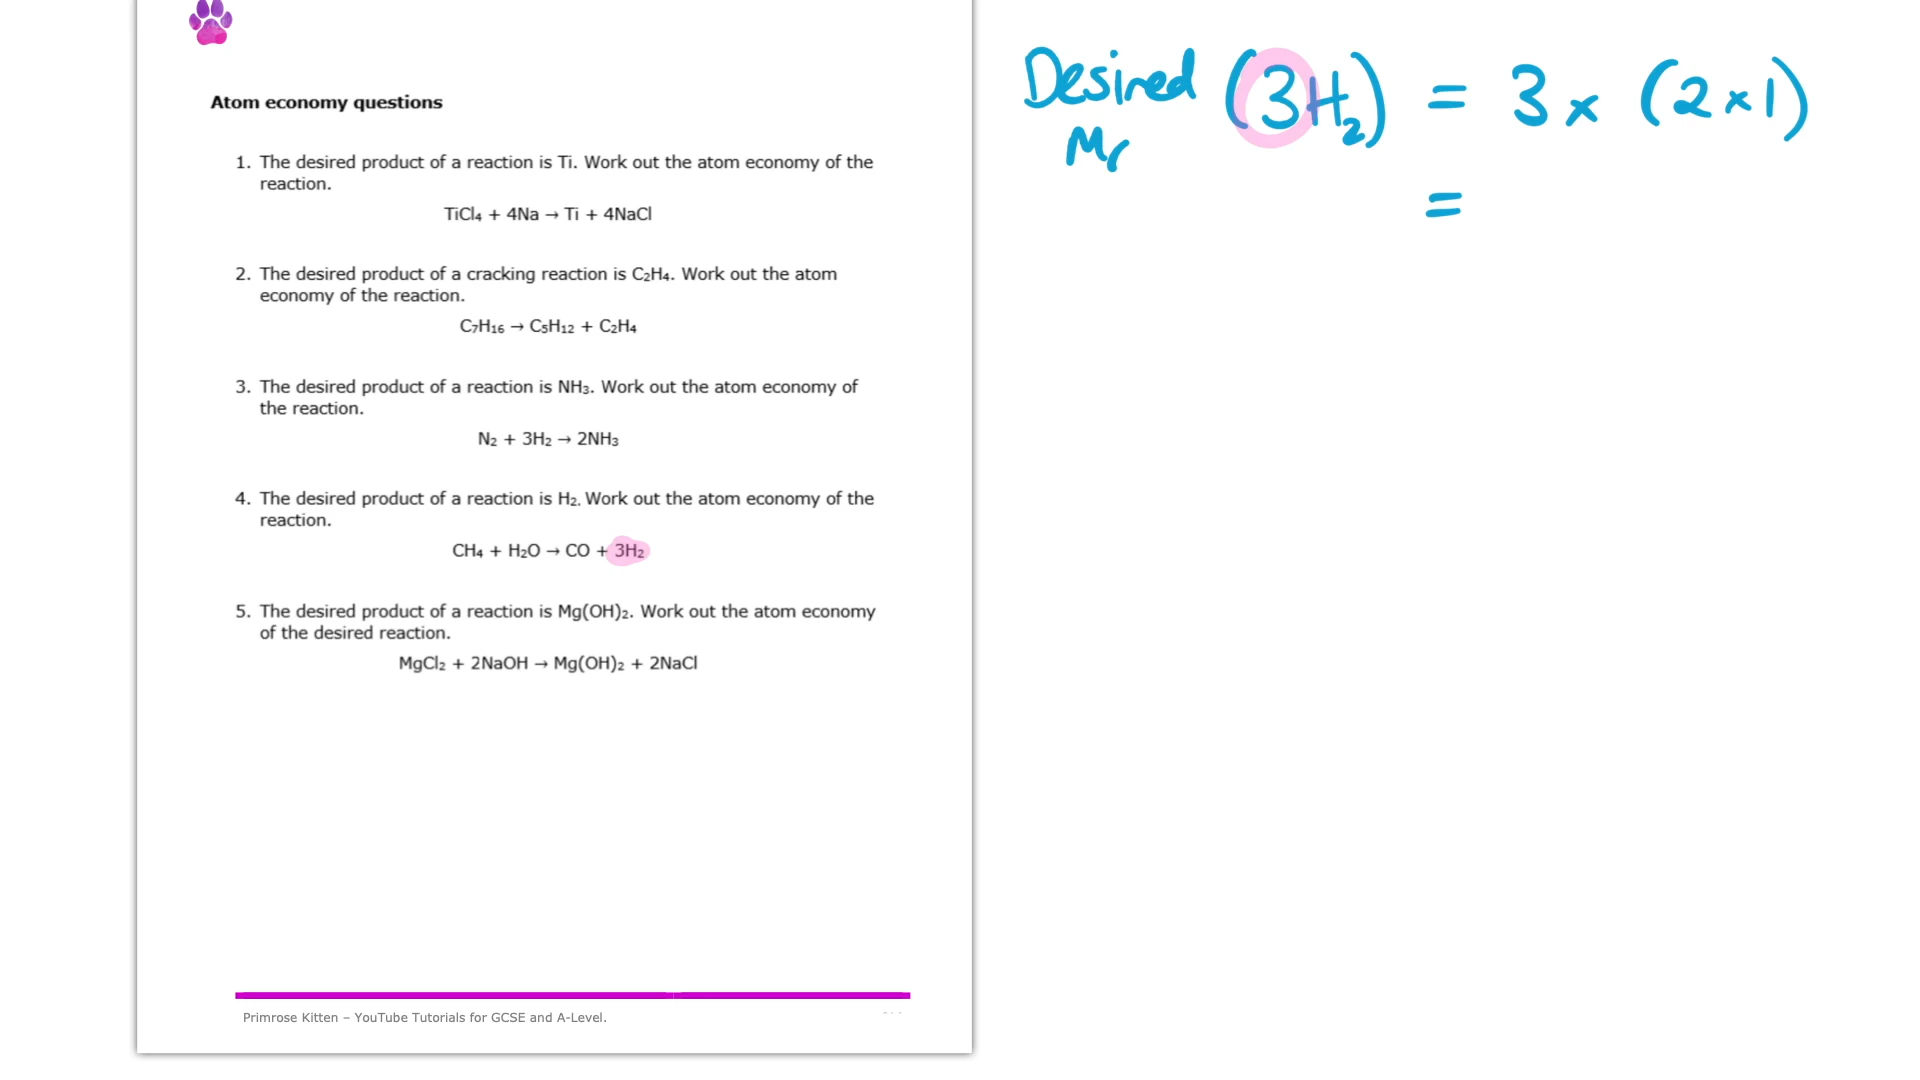 Atom economy questions
1. The desired product of a reaction is Ti. Work out the atom economy of the
reaction.
TiCl₄ + 4Na → Ti + 4NaCl
2. The desired product of a cracking reaction is C₂H₄. Work out the atom
economy of the reaction.
C₇H₁₆ → C₅H₁₂ + C₂H₄
3. The desired product of a reaction is NH₃. Work out the atom economy of
the reaction.
N₂ + 3H₂ → 2NH₃
4. The desired product of a reaction is H₂. Work out the atom economy of the
reaction.
CH₄ + H₂O → CO + 3H₂
5. The desired product of a reaction is Mg(OH)₂. Work out the atom economy
of the desired reaction.
MgCl₂ + 2NaOH → Mg(OH)₂ + 2NaCl
Primrose Kitten – YouTube Tutorials for GCSE and A-Level.
Desired (3H₂) = 3 × (2×1)
Mr
=